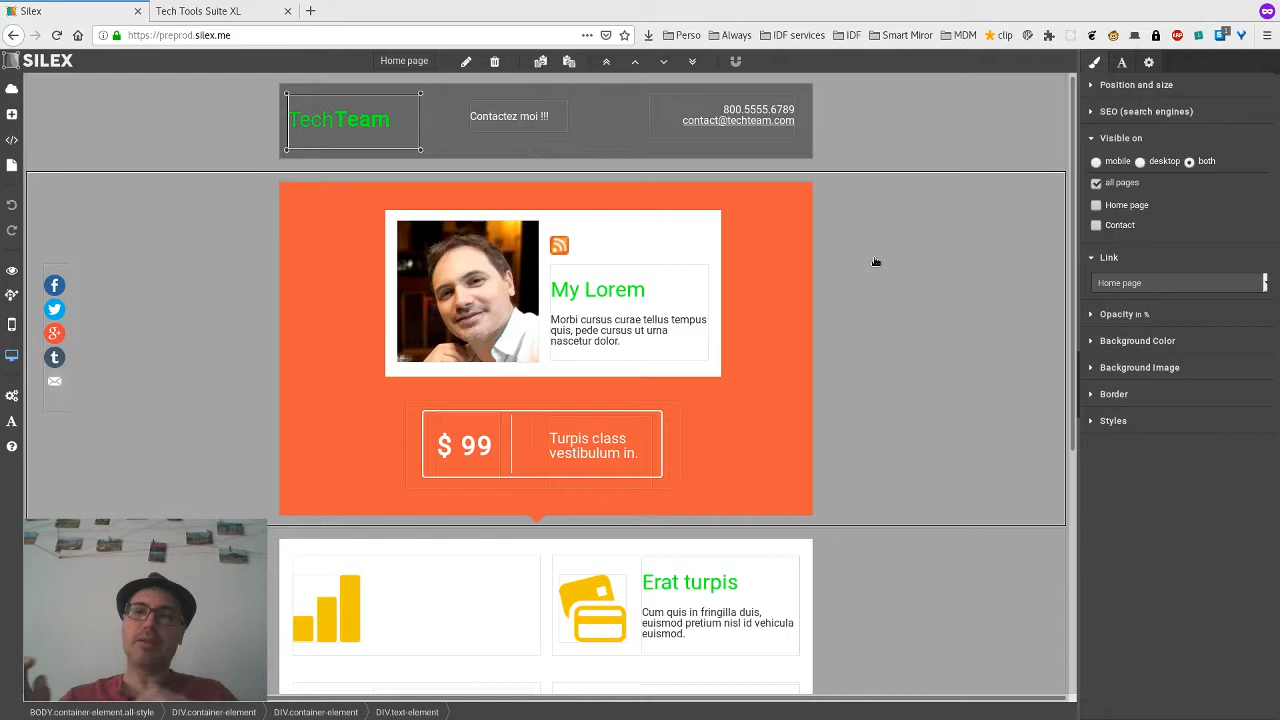 Silex
Tech Tools Suite XL
https://preprod.silex.me
Perso
Always
IDF services
IDF
Smart Miror
MDM
clip
SILEX
Home page
TechTeam
Contactez moi !!!
800.5555.6789
contact@techteam.com
My Lorem
Morbi cursus curae tellus tempus
quis, pede cursus ut urna
nascetur dolor.
$ 99
Turpis class
vestibulum in.
Erat turpis
Cum quis in fringilla duis,
euismod pretium nisl id vehicula
euismod.
Position and size
SEO (search engines)
Visible on
mobile
desktop
both
all pages
Home page
Contact
Link
Home page
Opacity in %
Background Color
Background Image
Border
Styles
BODY.container-element.all-style
DIV.container-element
DIV.container-element
DIV.text-element